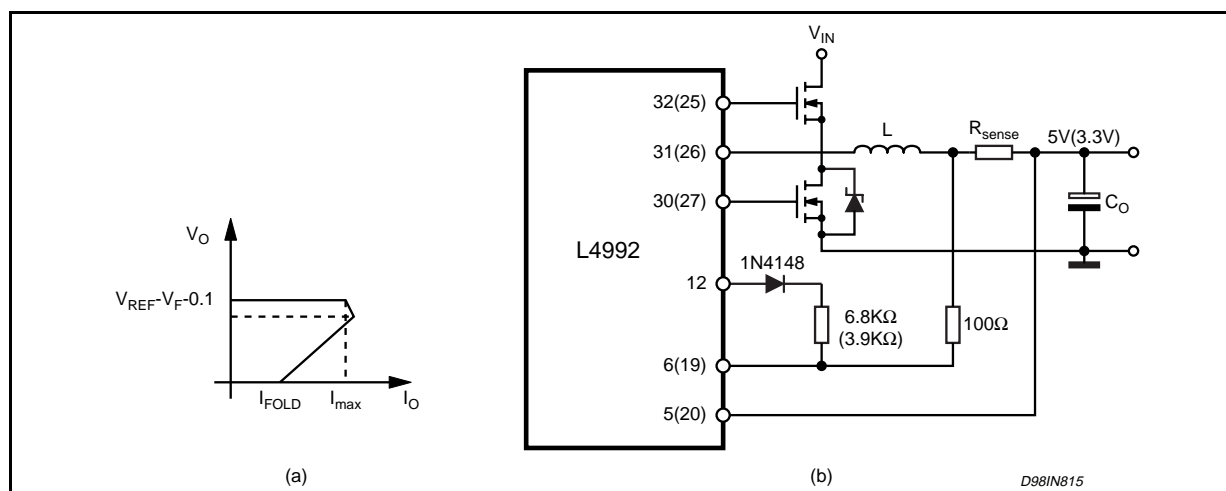 V_O
V_REF-V_F-0.1
I_FOLD
I_max
I_O
(a)
V_IN
32(25)
31(26)
L
R_sense
5V(3.3V)
30(27)
C_O
L4992
1N4148
12
6.8KΩ
(3.9KΩ)
100Ω
6(19)
5(20)
(b)
D98IN815